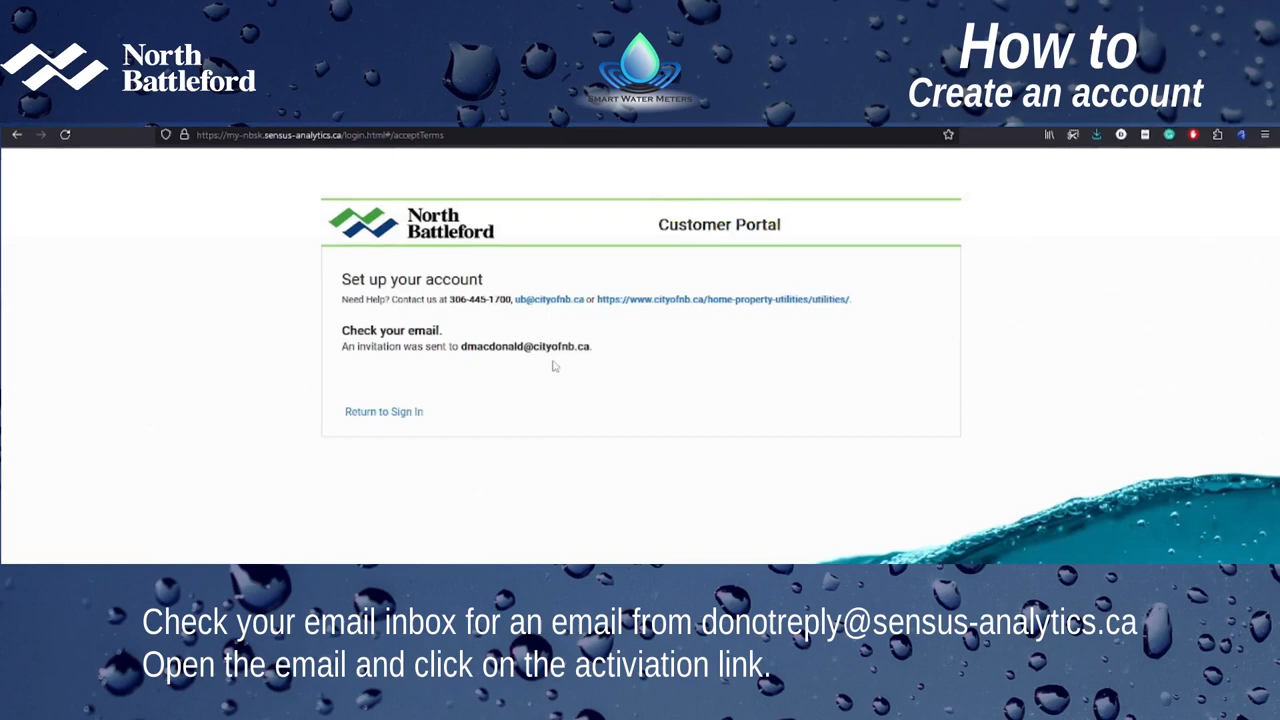 North
Battleford
SMART WATER METERS
How to
Create an account
https://my-nbsk.sensus-analytics.ca/login.html#/acceptTerms
North
Battleford
Customer Portal
Set up your account
Need Help? Contact us at 306-445-1700, ub@cityofnb.ca or https://www.cityofnb.ca/home-property-utilities/utilities/.
Check your email.
An invitation was sent to dmacdonald@cityofnb.ca.
Return to Sign In
Check your email inbox for an email from donotreply@sensus-analytics.ca
Open the email and click on the activiation link.